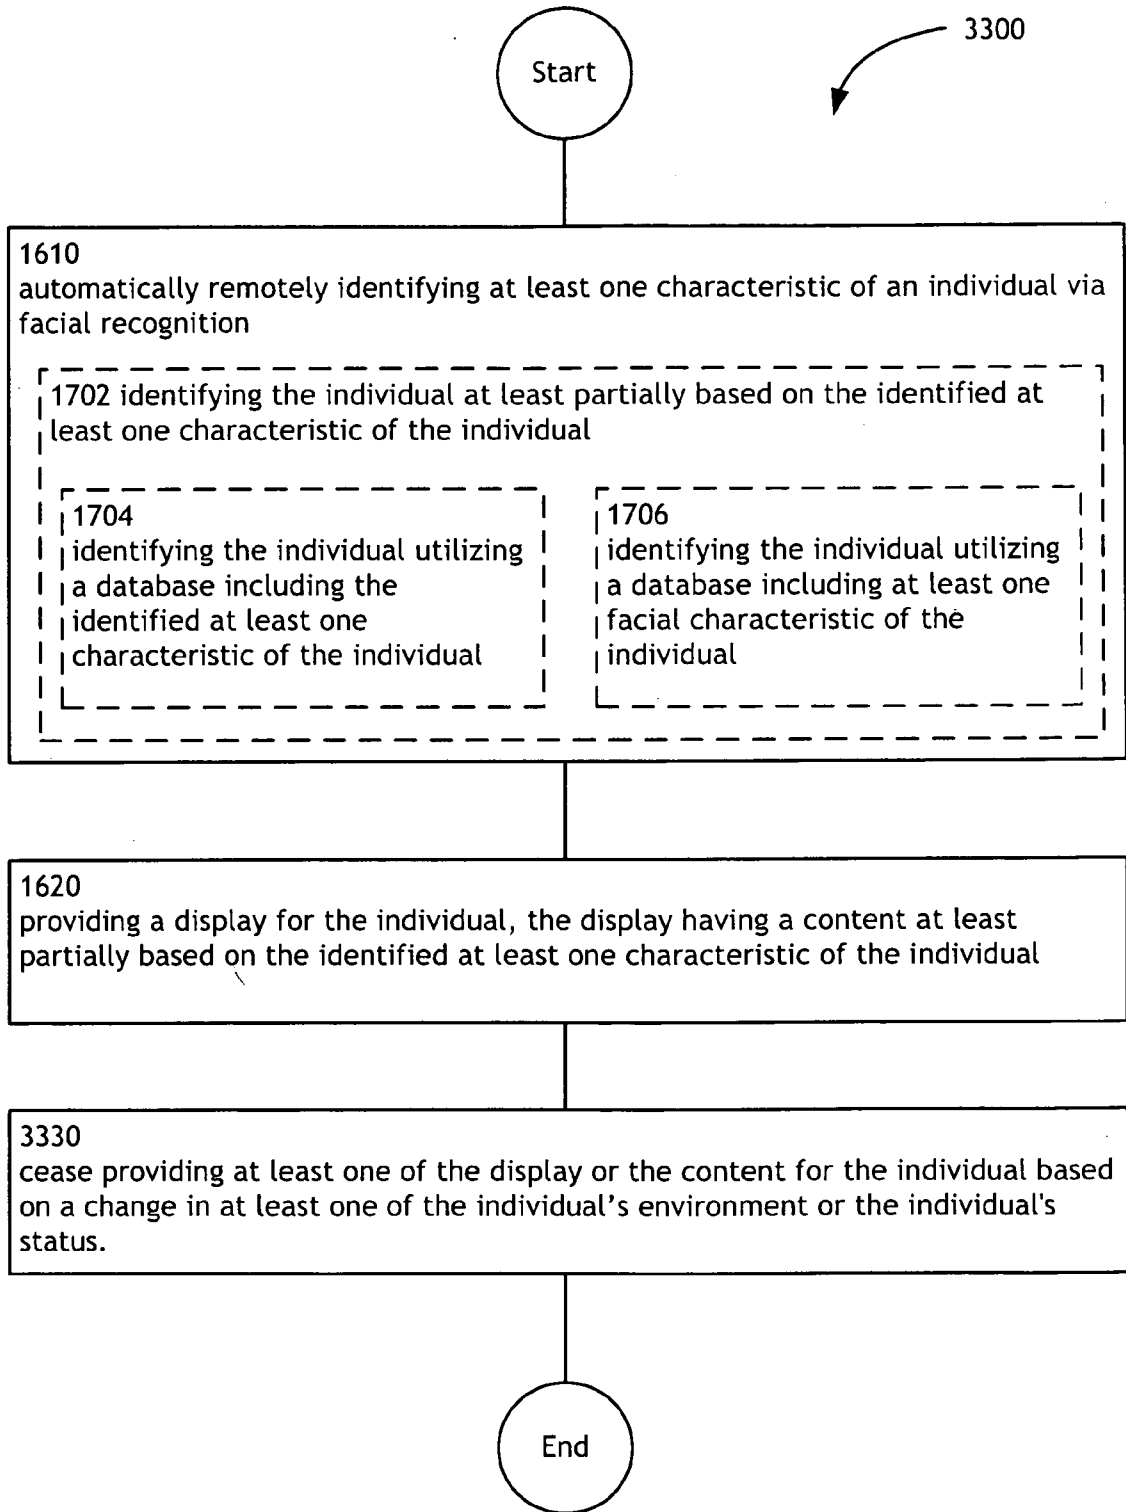 3300
Start
1610
automatically remotely identifying at least one characteristic of an individual via
facial recognition
1702 identifying the individual at least partially based on the identified at
least one characteristic of the individual
1704
identifying the individual utilizing
a database including the
identified at least one
characteristic of the individual
1706
identifying the individual utilizing
a database including at least one
facial characteristic of the
individual
1620
providing a display for the individual, the display having a content at least
partially based on the identified at least one characteristic of the individual
3330
cease providing at least one of the display or the content for the individual based
on a change in at least one of the individual's environment or the individual's
status.
End